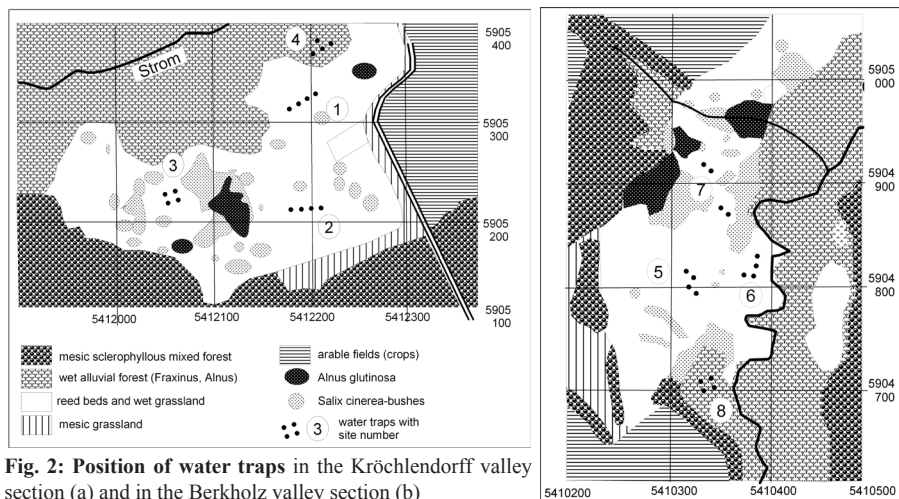 4
5905
400
Strom
1
5905
300
3
5905
200
2
5905
100
5412000
5412100
5412200
5412300
mesic sclerophyllous mixed forest
wet alluvial forest (Fraxinus, Alnus)
reed beds and wet grassland
mesic grassland
arable fields (crops)
Alnus glutinosa
Salix cinerea-bushes
3
water traps with
site number
Fig. 2: Position of water traps in the Kröchlendorff valley
section (a) and in the Berkholz valley section (b)
5905
000
7
5904
900
5
6
5904
800
8
5904
700
5410200
5410300
5410400
5410500